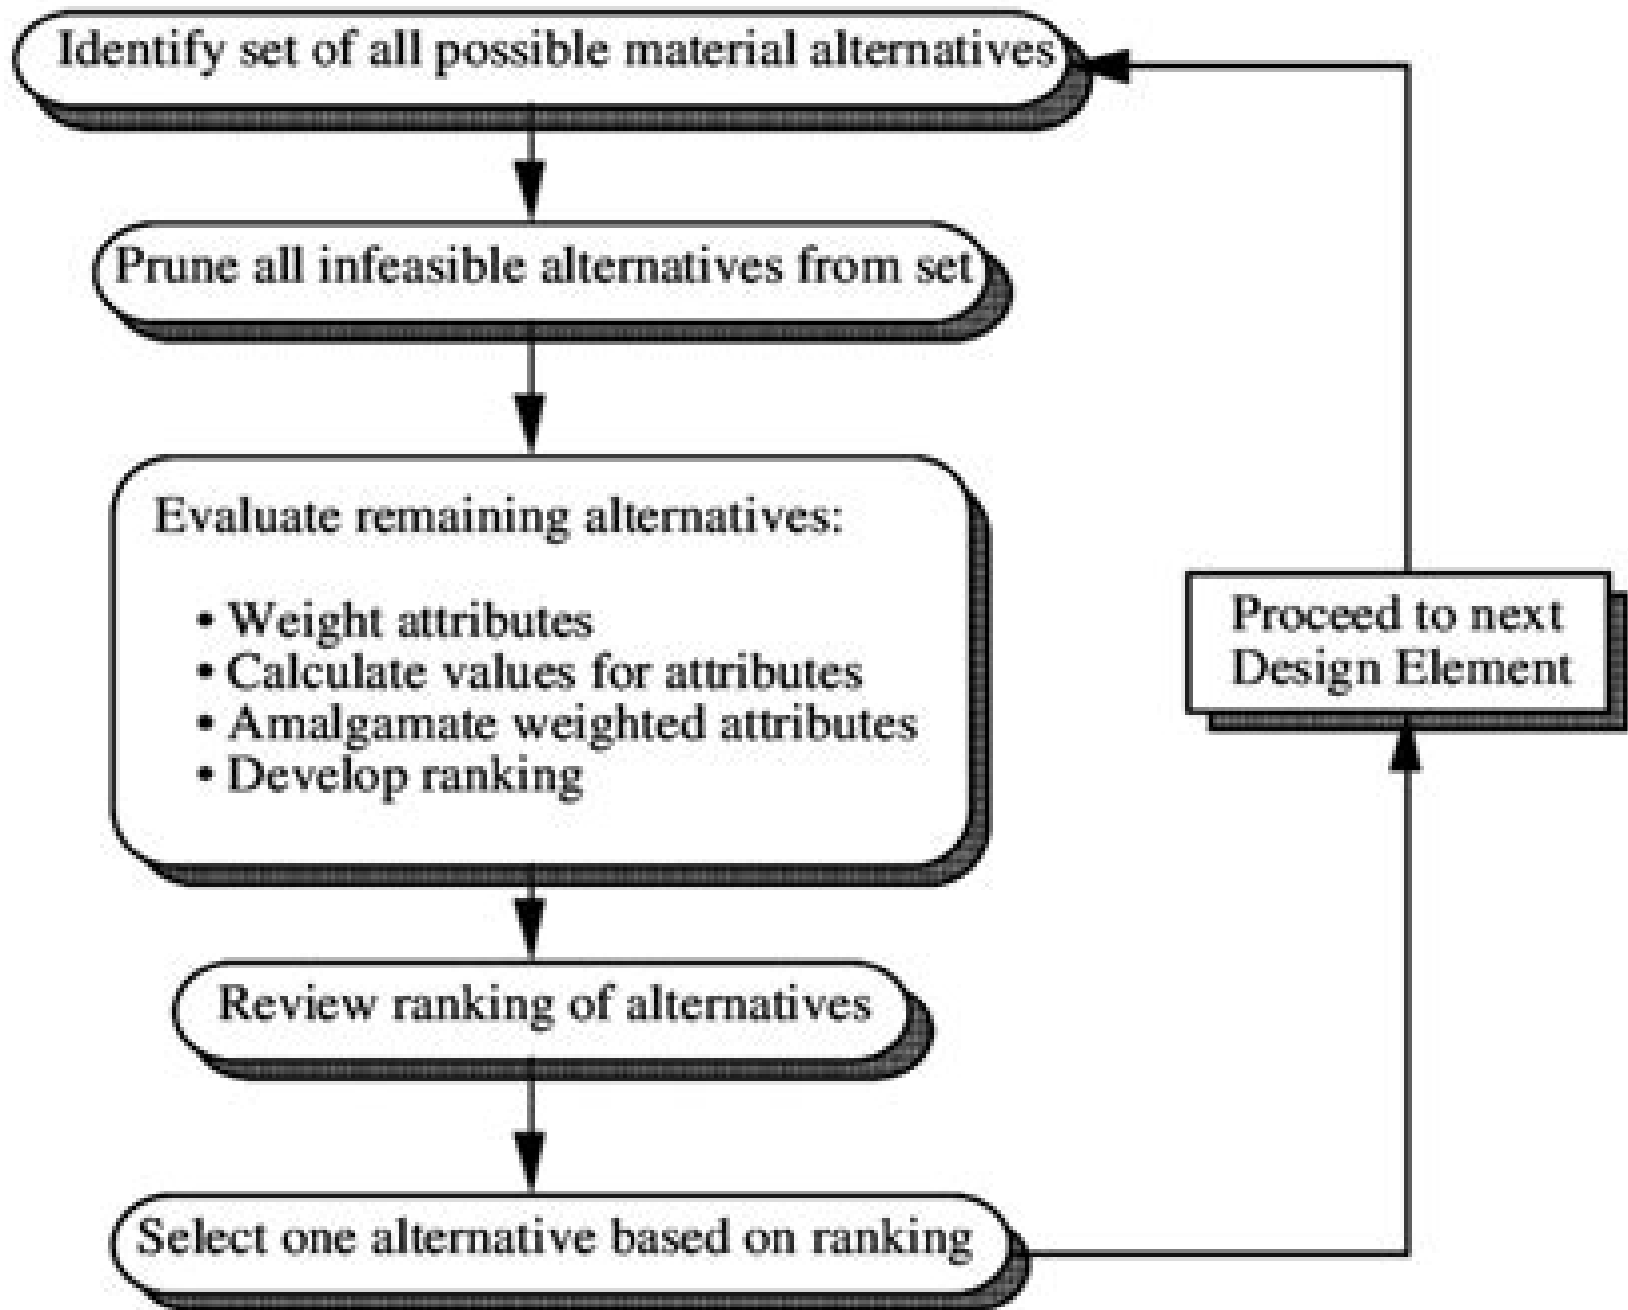 Identify set of all possible material alternatives
Prune all infeasible alternatives from set
Evaluate remaining alternatives:
• Weight attributes
• Calculate values for attributes
• Amalgamate weighted attributes
• Develop ranking
Review ranking of alternatives
Select one alternative based on ranking
Proceed to next
Design Element